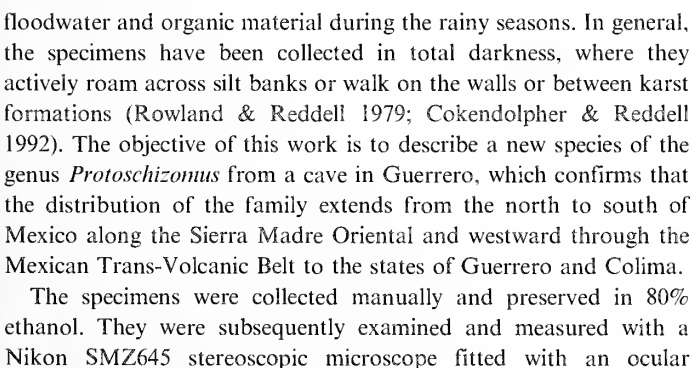 floodwater and organic material during the rainy seasons. In general,
the specimens have been collected in total darkness, where they
actively roam across silt banks or walk on the walls or between karst
formations (Rowland & Reddell 1979; Cokendolpher & Reddell
1992). The objective of this work is to describe a new species of the
genus Protoschizomus from a cave in Guerrero, which confirms that
the distribution of the family extends from the north to south of
Mexico along the Sierra Madre Oriental and westward through the
Mexican Trans-Volcanic Belt to the states of Guerrero and Colima.
The specimens were collected manually and preserved in 80%
ethanol. They were subsequently examined and measured with a
Nikon SMZ645 stereoscopic microscope fitted with an ocular